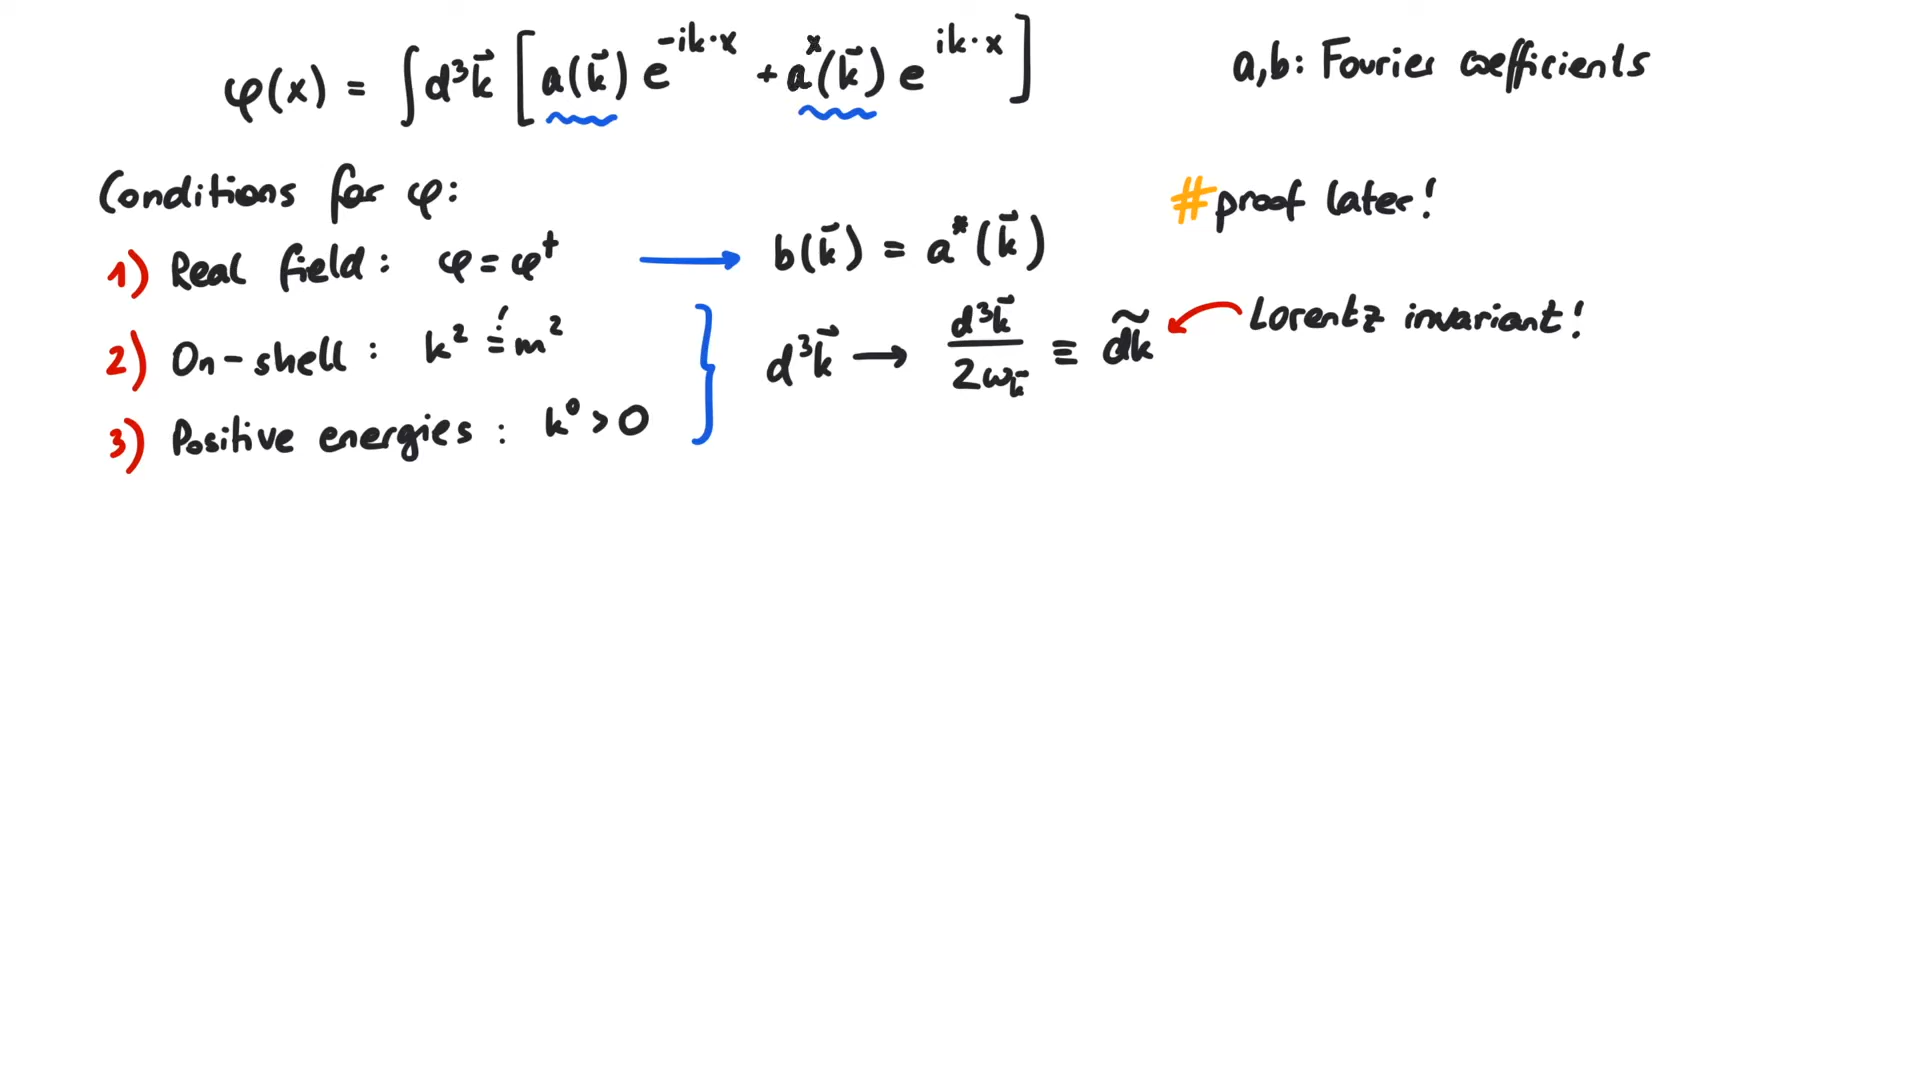 φ(x) = ∫d³k⃗ [a(k⃗) e^{-ik·x} + a*(k⃗) e^{ik·x}]
a,b: Fourier coefficients
Conditions for φ:
#proof later!
1) Real field: φ = φ† → b(k⃗) = a*(k⃗)
2) On-shell: k² =! m²
d³k⃗ → d³k⃗ / 2ω_k⃗ ≡ d̃k
Lorentz invariant!
3) Positive energies: k⁰ > 0